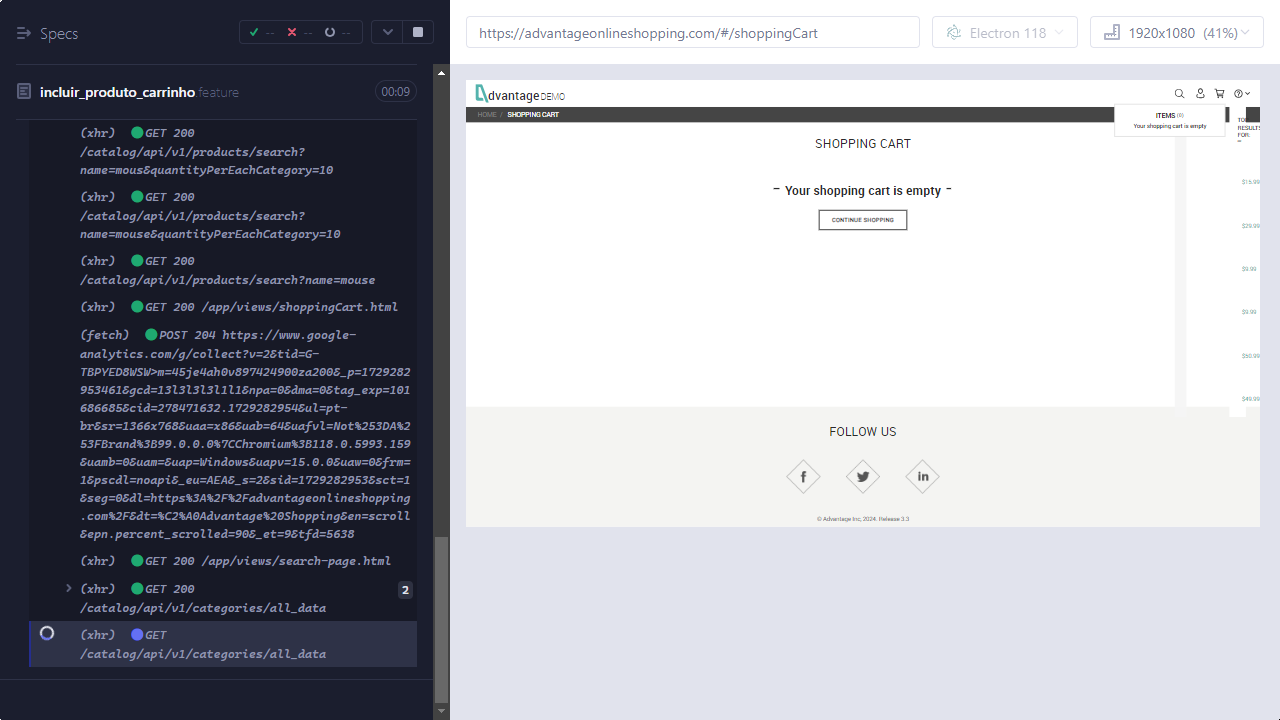 Specs
--
--
--
https://advantageonlineshopping.com/#/shoppingCart
Electron 118
1920x1080 (41%)
incluir_produto_carrinho.feature
00:09
(xhr) GET 200
/catalog/api/v1/products/search?
name=mous&quantityPerEachCategory=10
(xhr) GET 200
/catalog/api/v1/products/search?
name=mouse&quantityPerEachCategory=10
(xhr) GET 200
/catalog/api/v1/products/search?name=mouse
(xhr) GET 200 /app/views/shoppingCart.html
(fetch) POST 204 https://www.google-
analytics.com/g/collect?v=2&tid=G-
TBPYED8WSW>m=45je4ah0v897424900za200&_p=1729282
953461&gcd=13l3l3l3l1l1&npa=0&dma=0&tag_exp=101
686685&cid=278471632.1729282954&ul=pt-
br&sr=1366x768&uaa=x86&uab=64&uafvl=Not%253DA%2
53FBrand%3B99.0.0.0%7CChromium%3B118.0.5993.159
&uamb=0&uam=&uap=Windows&uapv=15.0.0&uaw=0&frm=
1&pscdl=noapi&_eu=AEA&_s=2&sid=1729282953&sct=1
&seg=0&dl=https%3A%2F%2Fadvantageonlineshopping
.com%2F&dt=%C2%A0Advantage%20Shopping&en=scroll
&epn.percent_scrolled=90&_et=9&tfd=5638
(xhr) GET 200 /app/views/search-page.html
(xhr) GET 200
/catalog/api/v1/categories/all_data
2
(xhr) GET
/catalog/api/v1/categories/all_data
dvantageDEMO
HOME / SHOPPING CART
ITEMS (0)
Your shopping cart is empty
RESULTS
FOR:
SHOPPING CART
- Your shopping cart is empty -
CONTINUE SHOPPING
$15.99
$29.99
$9.99
$9.99
$50.99
$49.99
FOLLOW US
© Advantage Inc, 2024. Release 3.3